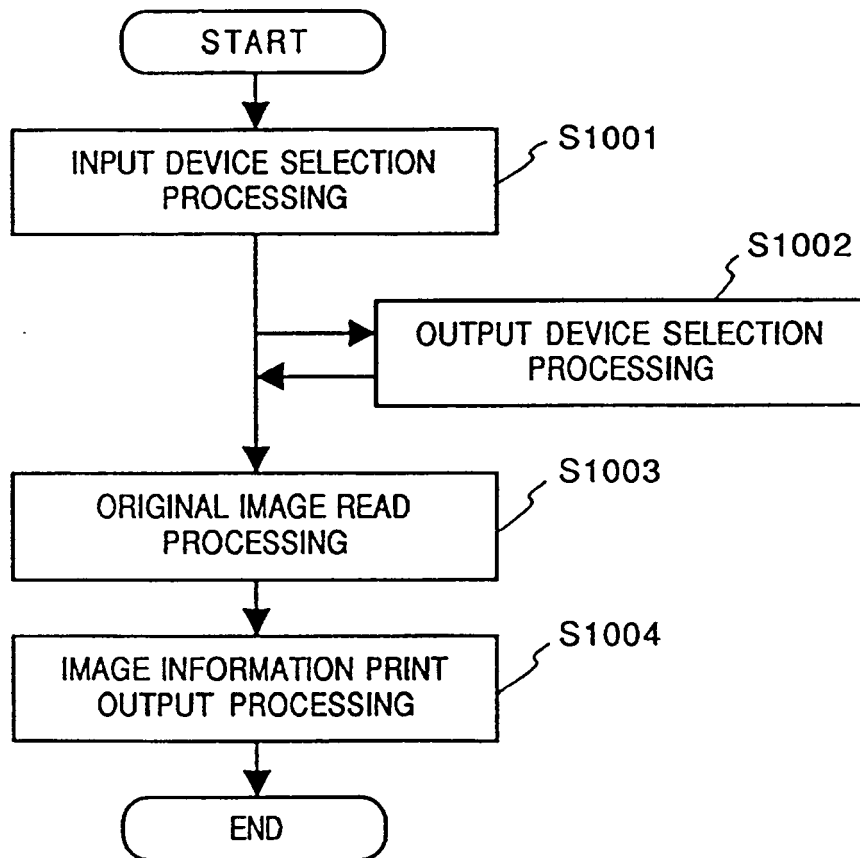 START
INPUT DEVICE SELECTION
PROCESSING
S1001
S1002
OUTPUT DEVICE SELECTION
PROCESSING
S1003
ORIGINAL IMAGE READ
PROCESSING
S1004
IMAGE INFORMATION PRINT
OUTPUT PROCESSING
END